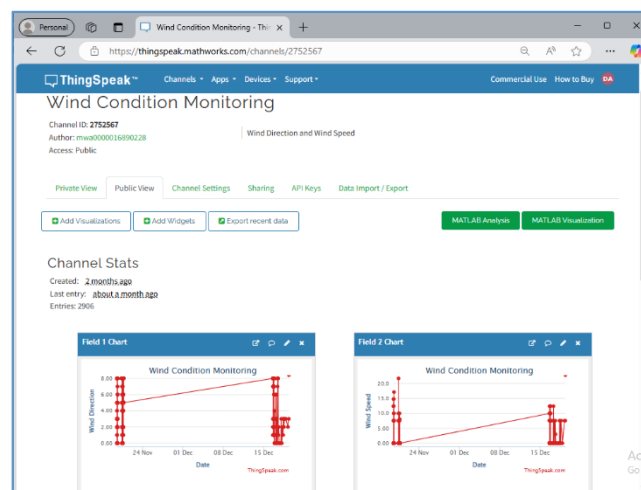 Personal
Wind Condition Monitoring - Thin
https://thingspeak.mathworks.com/channels/2752567
ThingSpeak™ Channels Apps Devices Support Commercial Use How to Buy DA
Wind Condition Monitoring
Channel ID: 2752567
Author: mwa0000016890228
Access: Public
Wind Direction and Wind Speed
Private View Public View Channel Settings Sharing API Keys Data Import / Export
Add Visualizations Add Widgets Export recent data MATLAB Analysis MATLAB Visualization
Channel Stats
Created: 2 months ago
Last entry: about a month ago
Entries: 2906
Field 1 Chart
Wind Condition Monitoring
Wind Direction
8.00
6.00
4.00
2.00
0.00
24 Nov 01 Dec 08 Dec 15 Dec
Date
ThingSpeak.com
Field 2 Chart
Wind Condition Monitoring
Wind Speed
20.0
15.0
10.0
5.00
0.00
24 Nov 01 Dec 08 Dec 15 Dec
Date
ThingSpeak.com
Ac
Go